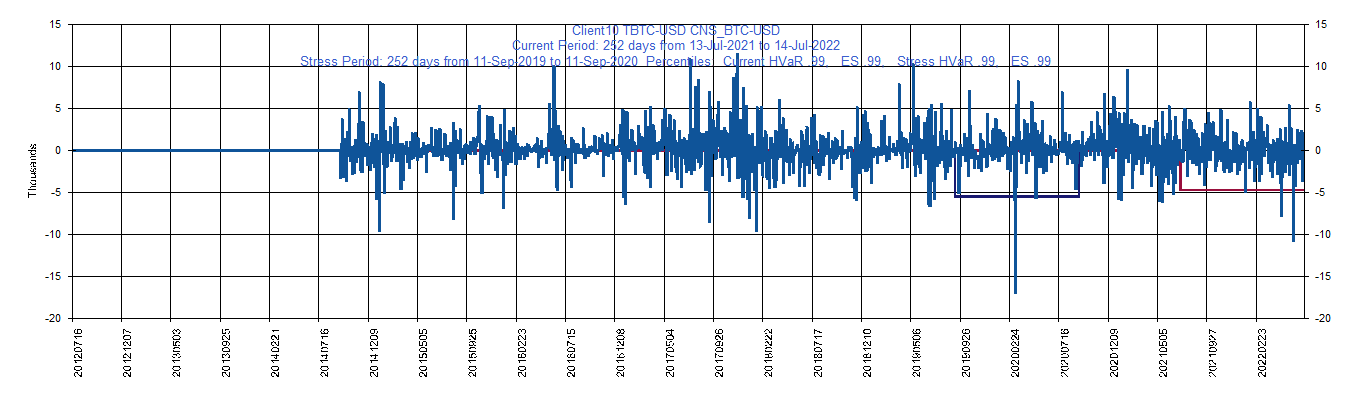 Client10 TBTC-USD CNS_BTC-USD
Current Period: 252 days from 13-Jul-2021 to 14-Jul-2022
Stress Period: 252 days from 11-Sep-2019 to 11-Sep-2020 Percentiles: Current HVaR .99, ES .99, Stress HVaR .99, ES .99
15 15
10 10
5 5
0 0
-5 -5
-10 -10
-15 -15
-20 -20
Thousands
20120716 20121207 20130503 20130925 20140221 20140716 20141209 20150505 20150925 20160223 20160715 20161208 20170504 20170926 20180222 20180717 20181210 20190506 20190926 20200224 20200716 20201209 20210505 20210927 20220223